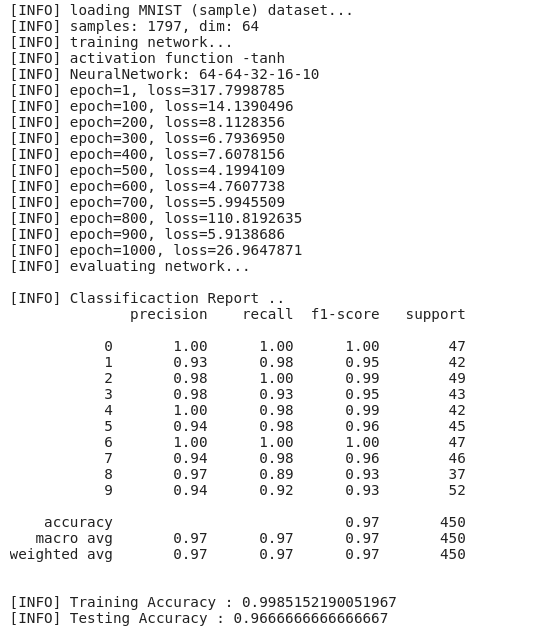 [INFO] loading MNIST (sample) dataset...
[INFO] samples: 1797, dim: 64
[INFO] training network...
[INFO] activation function -tanh
[INFO] NeuralNetwork: 64-64-32-16-10
[INFO] epoch=1, loss=317.7998785
[INFO] epoch=100, loss=14.1390496
[INFO] epoch=200, loss=8.1128356
[INFO] epoch=300, loss=6.7936950
[INFO] epoch=400, loss=7.6078156
[INFO] epoch=500, loss=4.1994109
[INFO] epoch=600, loss=4.7607738
[INFO] epoch=700, loss=5.9945509
[INFO] epoch=800, loss=110.8192635
[INFO] epoch=900, loss=5.9138686
[INFO] epoch=1000, loss=26.9647871
[INFO] evaluating network...
[INFO] Classificaction Report ..
precision recall f1-score support
0 1.00 1.00 1.00 47
1 0.93 0.98 0.95 42
2 0.98 1.00 0.99 49
3 0.98 0.93 0.95 43
4 1.00 0.98 0.99 42
5 0.94 0.98 0.96 45
6 1.00 1.00 1.00 47
7 0.94 0.98 0.96 46
8 0.97 0.89 0.93 37
9 0.94 0.92 0.93 52
accuracy 0.97 450
macro avg 0.97 0.97 0.97 450
weighted avg 0.97 0.97 0.97 450
[INFO] Training Accuracy : 0.9985152190051967
[INFO] Testing Accuracy : 0.9666666666666667